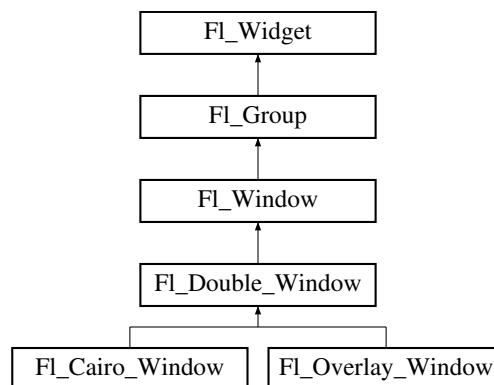 Fl_Widget
Fl_Group
Fl_Window
Fl_Double_Window
Fl_Cairo_Window
Fl_Overlay_Window